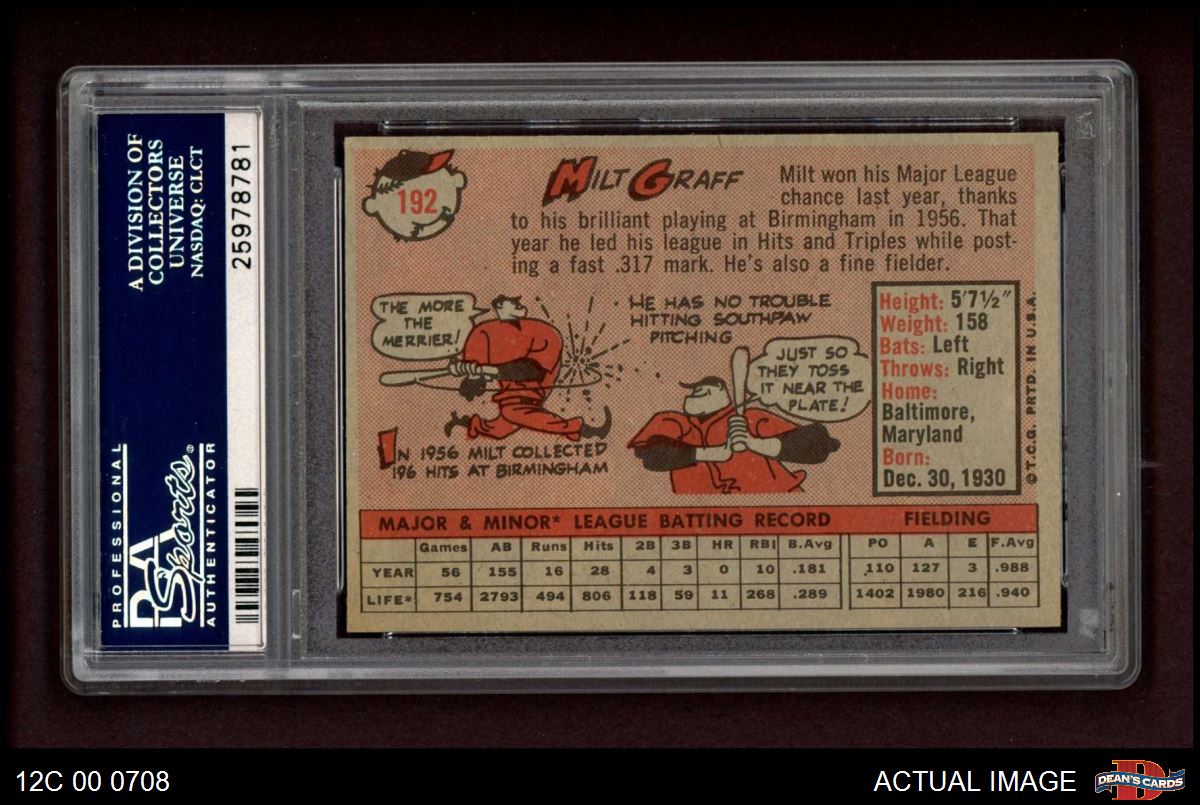 A DIVISION OF
COLLECTORS
UNIVERSE
NASDAQ: CLCT
25978781
PROFESSIONAL
PSA
Sports®
AUTHENTICATOR
192
MILT GRAFF
Milt won his Major League
chance last year, thanks
to his brilliant playing at Birmingham in 1956. That
year he led his league in Hits and Triples while post-
ing a fast .317 mark. He's also a fine fielder.
THE MORE
THE
MERRIER!
IN 1956 MILT COLLECTED
196 HITS AT BIRMINGHAM
HE HAS NO TROUBLE
HITTING SOUTHPAW
PITCHING
JUST SO
THEY TOSS
IT NEAR THE
PLATE!
Height: 5'7½"
Weight: 158
Bats: Left
Throws: Right
Home:
Baltimore,
Maryland
Born:
Dec. 30, 1930
©T.C.G. PRTD. IN U.S.A.
MAJOR & MINOR* LEAGUE BATTING RECORD FIELDING
Games AB Runs Hits 2B 3B HR RBI B.Avg PO A E F.Avg
YEAR 56 155 16 28 4 3 0 10 .181 110 127 3 .988
LIFE* 754 2793 494 806 118 59 11 268 .289 1402 1980 216 .940
12C 00 0708
ACTUAL IMAGE
DEAN'S CARDS